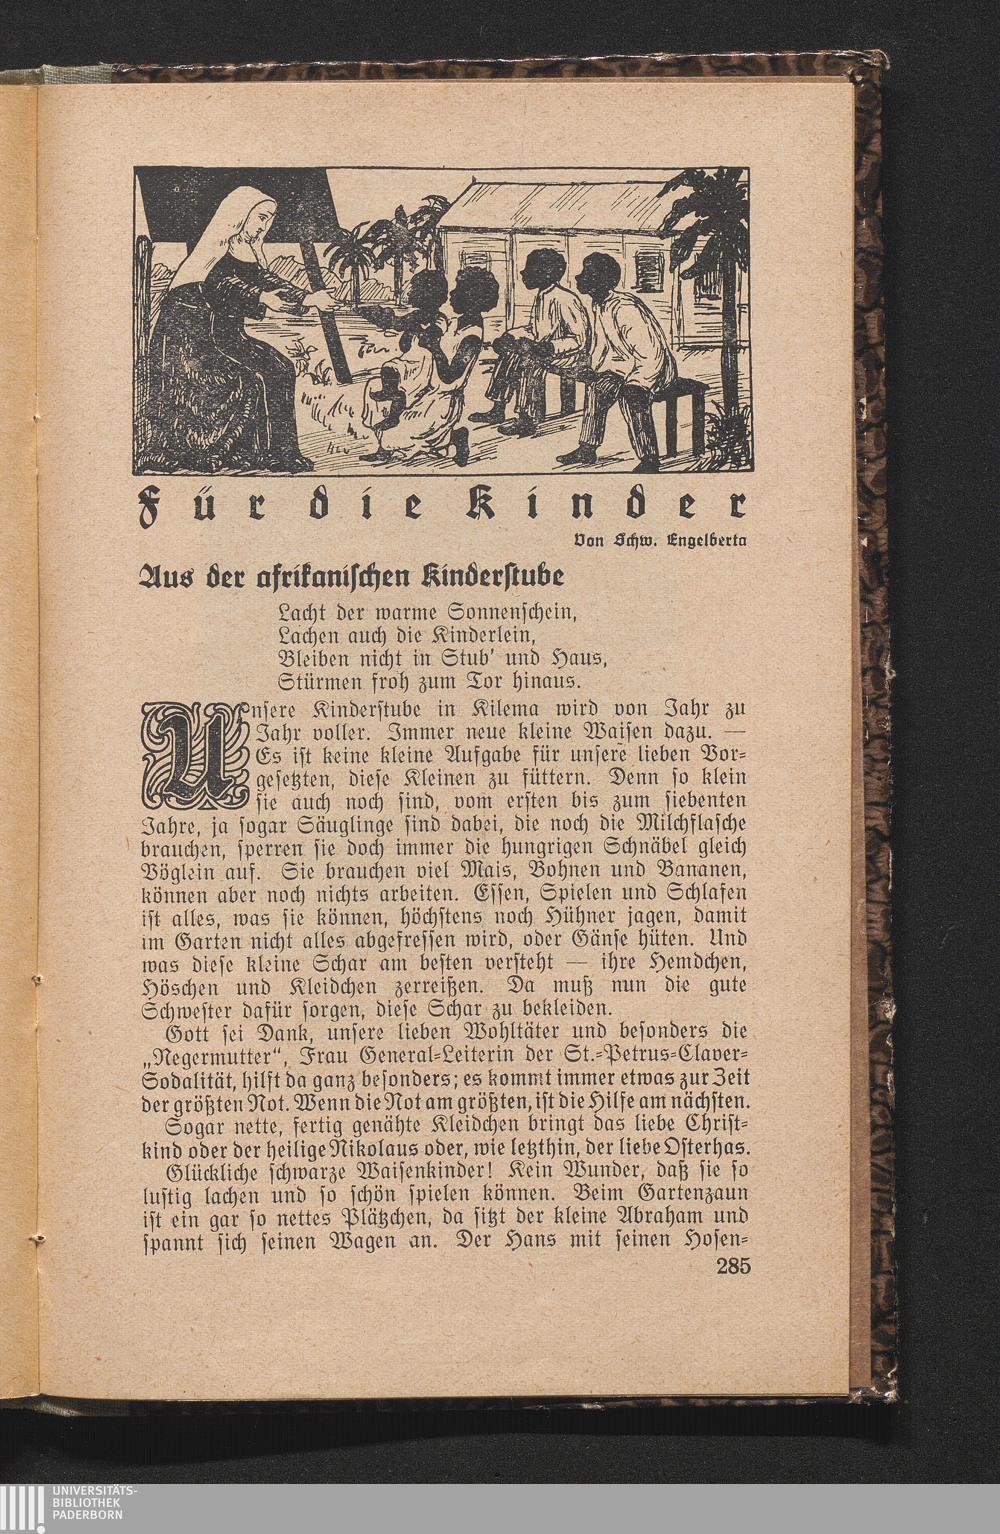 Für die Kinder
Von Schw. Engelberta
Aus der afrikanischen Kinderstube
Lacht der warme Sonnenschein,
Lachen auch die Kinderlein,
Bleiben nicht in Stub' und Haus,
Stürmen froh zum Tor hinaus.
Unsere Kinderstube in Kilema wird von Jahr zu
Jahr voller. Immer neue kleine Waisen dazu. —
Es ist keine kleine Aufgabe für unsere lieben Vor-
gesetzten, diese Kleinen zu füttern. Denn so klein
sie auch noch sind, vom ersten bis zum siebenten
Jahre, ja sogar Säuglinge sind dabei, die noch die Milchflasche
brauchen, sperren sie doch immer die hungrigen Schnäbel gleich
Vöglein auf. Sie brauchen viel Mais, Bohnen und Bananen,
können aber noch nichts arbeiten. Essen, Spielen und Schlafen
ist alles, was sie können, höchstens noch Hühner jagen, damit
im Garten nicht alles abgefressen wird, oder Gänse hüten. Und
was diese kleine Schar am besten versteht — ihre Hemdchen,
Höschen und Kleidchen zerreißen. Da muß nun die gute
Schwester dafür sorgen, diese Schar zu bekleiden.
Gott sei Dank, unsere lieben Wohltäter und besonders die
„Negermutter“, Frau General-Leiterin der St.-Petrus-Claver-
Sodalität, hilft da ganz besonders; es kommt immer etwas zur Zeit
der größten Not. Wenn die Not am größten, ist die Hilfe am nächsten.
Sogar nette, fertig genähte Kleidchen bringt das liebe Christ-
kind oder der heilige Nikolaus oder, wie letzthin, der liebe Osterhas.
Glückliche schwarze Waisenkinder! Kein Wunder, daß sie so
lustig lachen und so schön spielen können. Beim Gartenzaun
ist ein gar so nettes Plätzchen, da sitzt der kleine Abraham und
spannt sich seinen Wagen an. Der Hans mit seinen Hosen-
285
UNIVERSITÄTS-
BIBLIOTHEK
PADERBORN